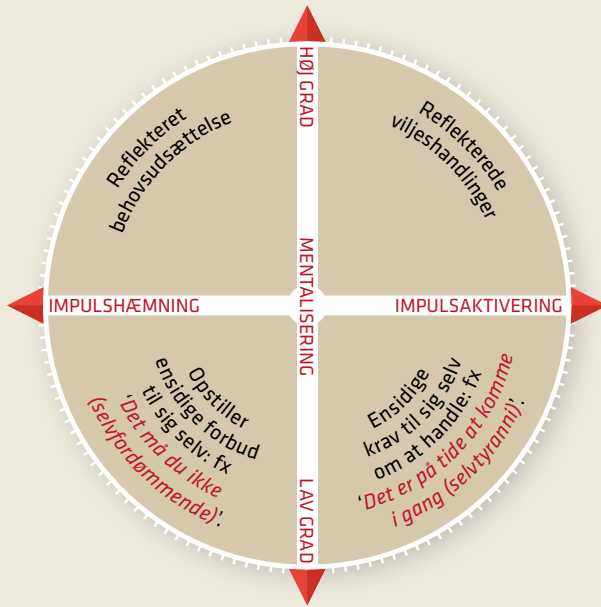 HØJ GRAD
Reflekteret
behovsudsættelse
Reflekterede
viljeshandlinger
MENTALISERING
IMPULSHÆMNING
IMPULSAKTIVERING
Opstiller
ensidige forbud
til sig selv: fx
'Det må du ikke
(selvfordømmende)'.
Ensidige
krav til sig selv
om at handle: fx
'Det er på tide at komme
i gang (selvtyranni)'.
LAV GRAD